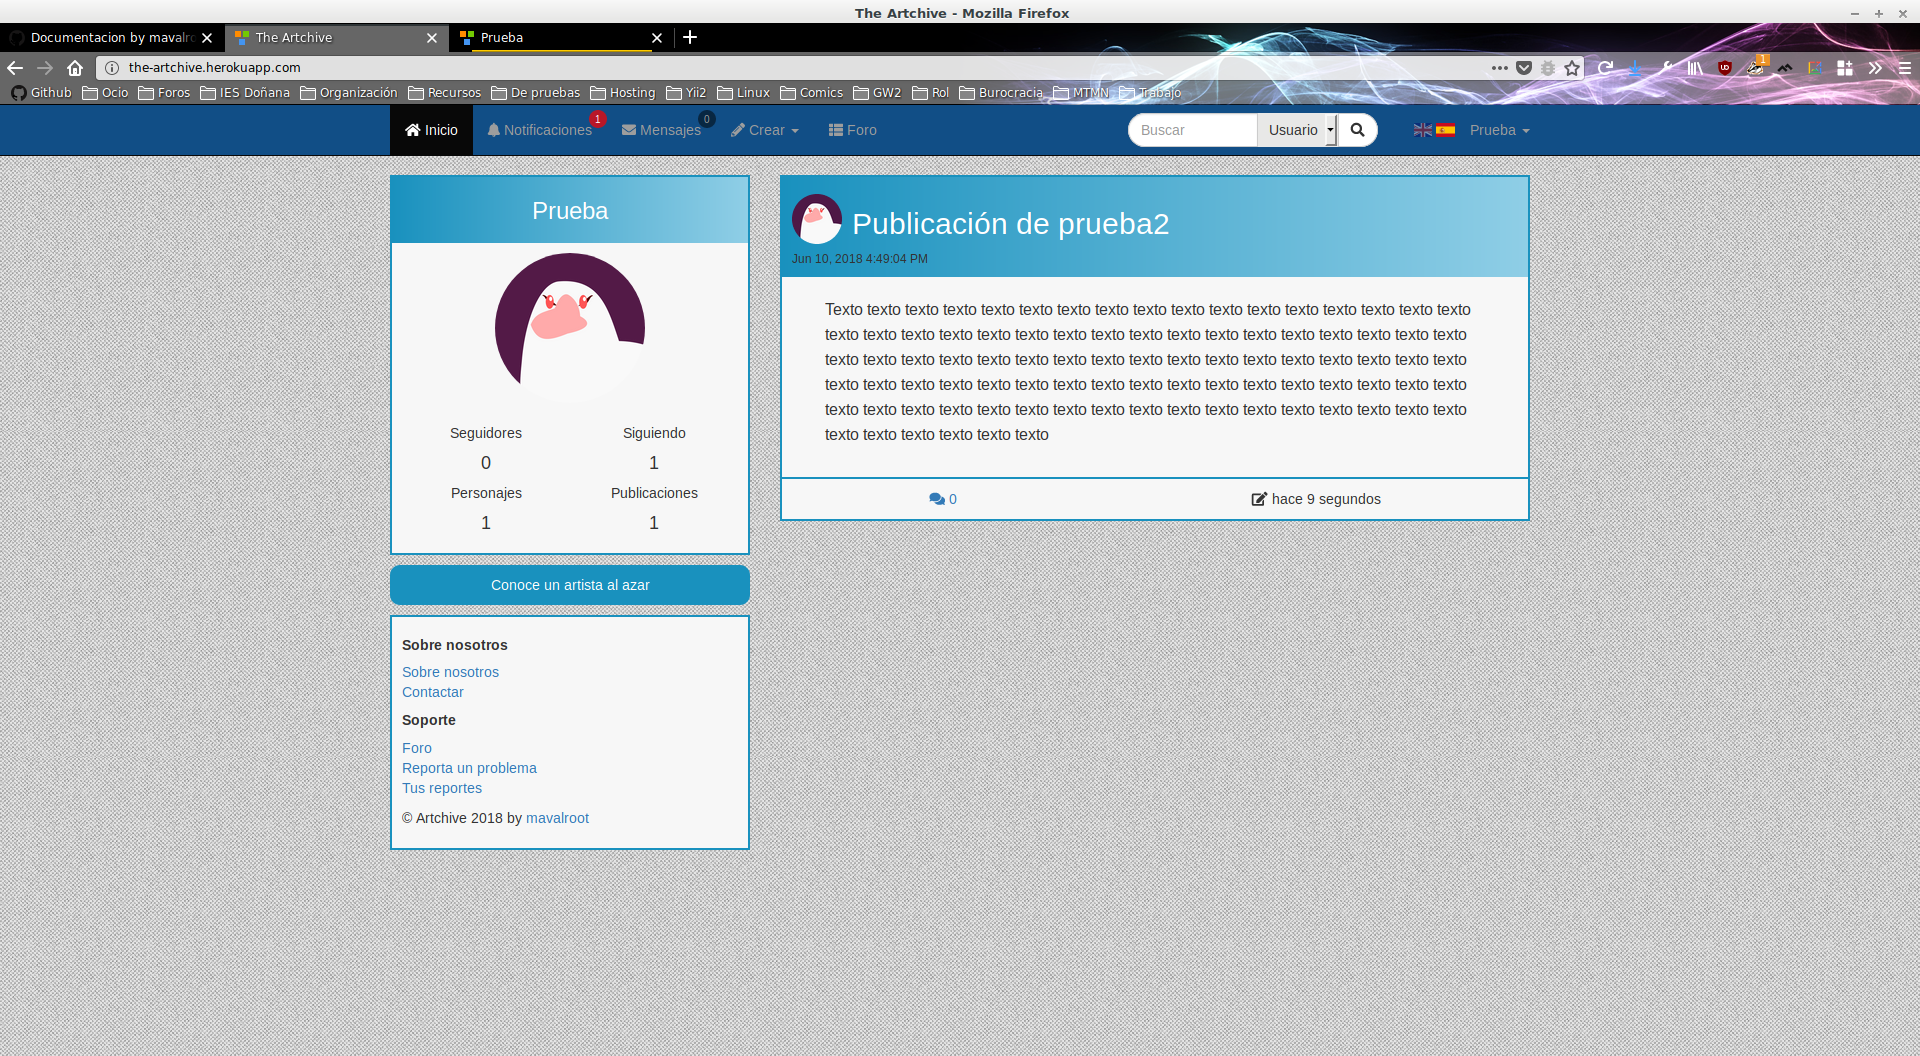 The Artchive - Mozilla Firefox
Documentacion by mavalro
The Artchive
Prueba
the-artchive.herokuapp.com
1
Github Ocio Foros IES Doñana Organización Recursos De pruebas Hosting Yii2 Linux Comics GW2 Rol Burocracia MTMN Trabajo
Inicio Notificaciones 1 Mensajes 0 Crear Foro Buscar Usuario Prueba
Prueba
Seguidores Siguiendo
0 1
Personajes Publicaciones
1 1
Conoce un artista al azar
Sobre nosotros
Sobre nosotros
Contactar
Soporte
Foro
Reporta un problema
Tus reportes
© Artchive 2018 by mavalroot
Publicación de prueba2
Jun 10, 2018 4:49:04 PM
Texto texto texto texto texto texto texto texto texto texto texto texto texto texto texto texto texto
texto texto texto texto texto texto texto texto texto texto texto texto texto texto texto texto texto
texto texto texto texto texto texto texto texto texto texto texto texto texto texto texto texto texto
texto texto texto texto texto texto texto texto texto texto texto texto texto texto texto texto texto
texto texto texto texto texto texto texto texto texto texto texto texto texto texto texto texto texto
texto texto texto texto texto texto
0 hace 9 segundos